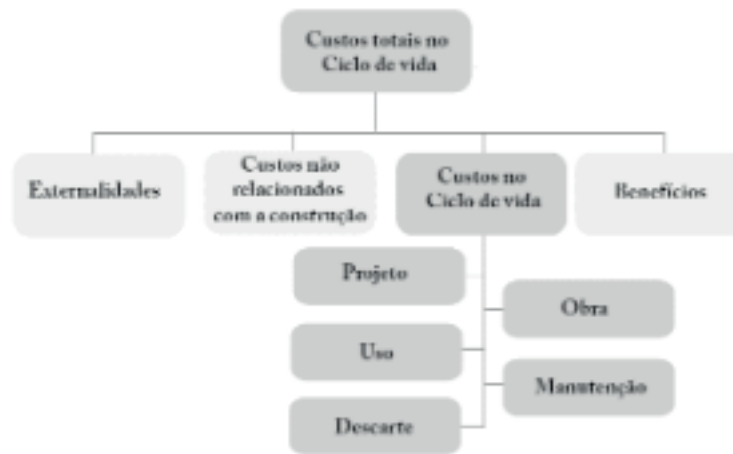 Custos totais no
Ciclo de vida
Externalidades
Custos não
relacionados
com a construção
Custos no
Ciclo de vida
Benefícios
Projeto
Obra
Uso
Manutenção
Descarte